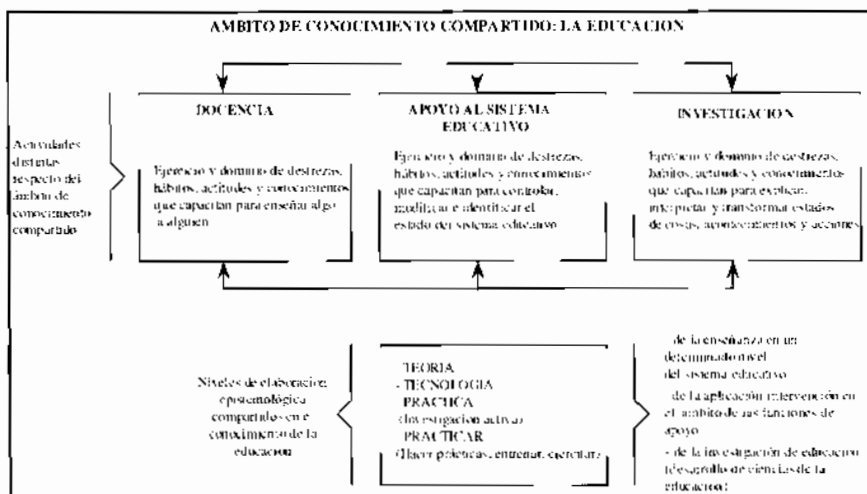 AMBITO DE CONOCIMIENTO COMPARTIDO: LA EDUCACION
Actividades
distintas
respecto del
ámbito de
conocimiento
compartido
DOCENCIA
Ejercicio y dominio de destrezas,
hábitos, actitudes y conocimientos
que capacitan para enseñar algo
a alguien
APOYO AL SISTEMA
EDUCATIVO
Ejercicio y dominio de destrezas,
hábitos, actitudes y conocimientos
que capacitan para controlar,
modificar e identificar el
estado del sistema educativo
INVESTIGACION
Ejercicio y dominio de destrezas,
hábitos, actitudes y conocimientos
que capacitan para explicar,
interpretar y transformar estados
de cosas, acontecimientos y acciones
Niveles de elaboracion
epistemológica
compartidos en e
conocimiento de la
educacion
TEORIA
- TECNOLOGIA
PRACTICA
(Investigacion activa)
PRACTICAR
(Hacer prácticas, entrenar, ejercitar)
de la enseñanza en un
determinado nivel
del sistema educativo
de la aplicación intervención en
el ámbito de las funciones de
apoyo
- de la investigación de educación
(desarrollo de ciencias de la
educacion)